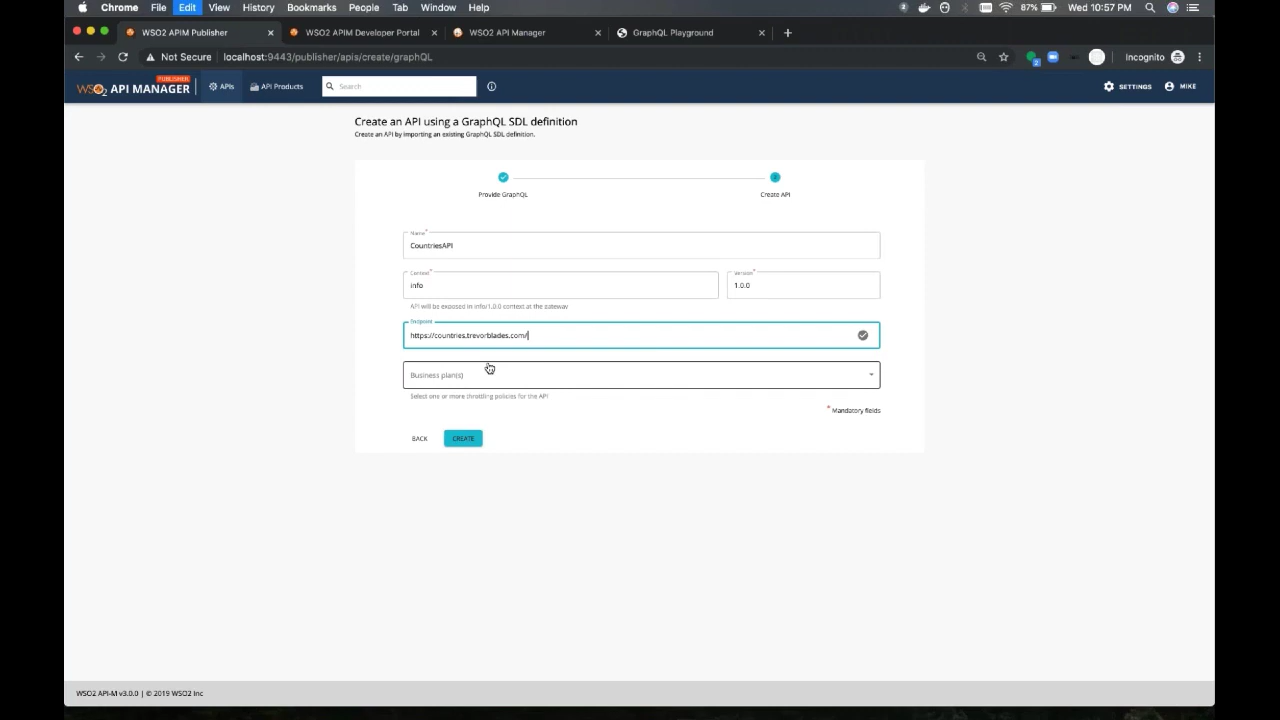 Chrome File Edit View History Bookmarks People Tab Window Help 87% Wed 10:57 PM
WSO2 APIM Publisher WSO2 APIM Developer Portal WSO2 API Manager GraphQL Playground
Not Secure localhost:9443/publisher/apis/create/graphQL Incognito
WSO2 API MANAGER PUBLISHER APIs API Products Search SETTINGS MIKE
Create an API using a GraphQL SDL definition
Create an API by importing an existing GraphQL SDL definition.
Provide GraphQL Create API
Name*
CountriesAPI
Context* Version*
info 1.0.0
API will be exposed in info/1.0.0 context at the gateway
Endpoint
https://countries.trevorblades.com/
Business plan(s)
Select one or more throttling policies for the API
* Mandatory fields
BACK CREATE
WSO2 API-M v3.0.0 | © 2019 WSO2 Inc